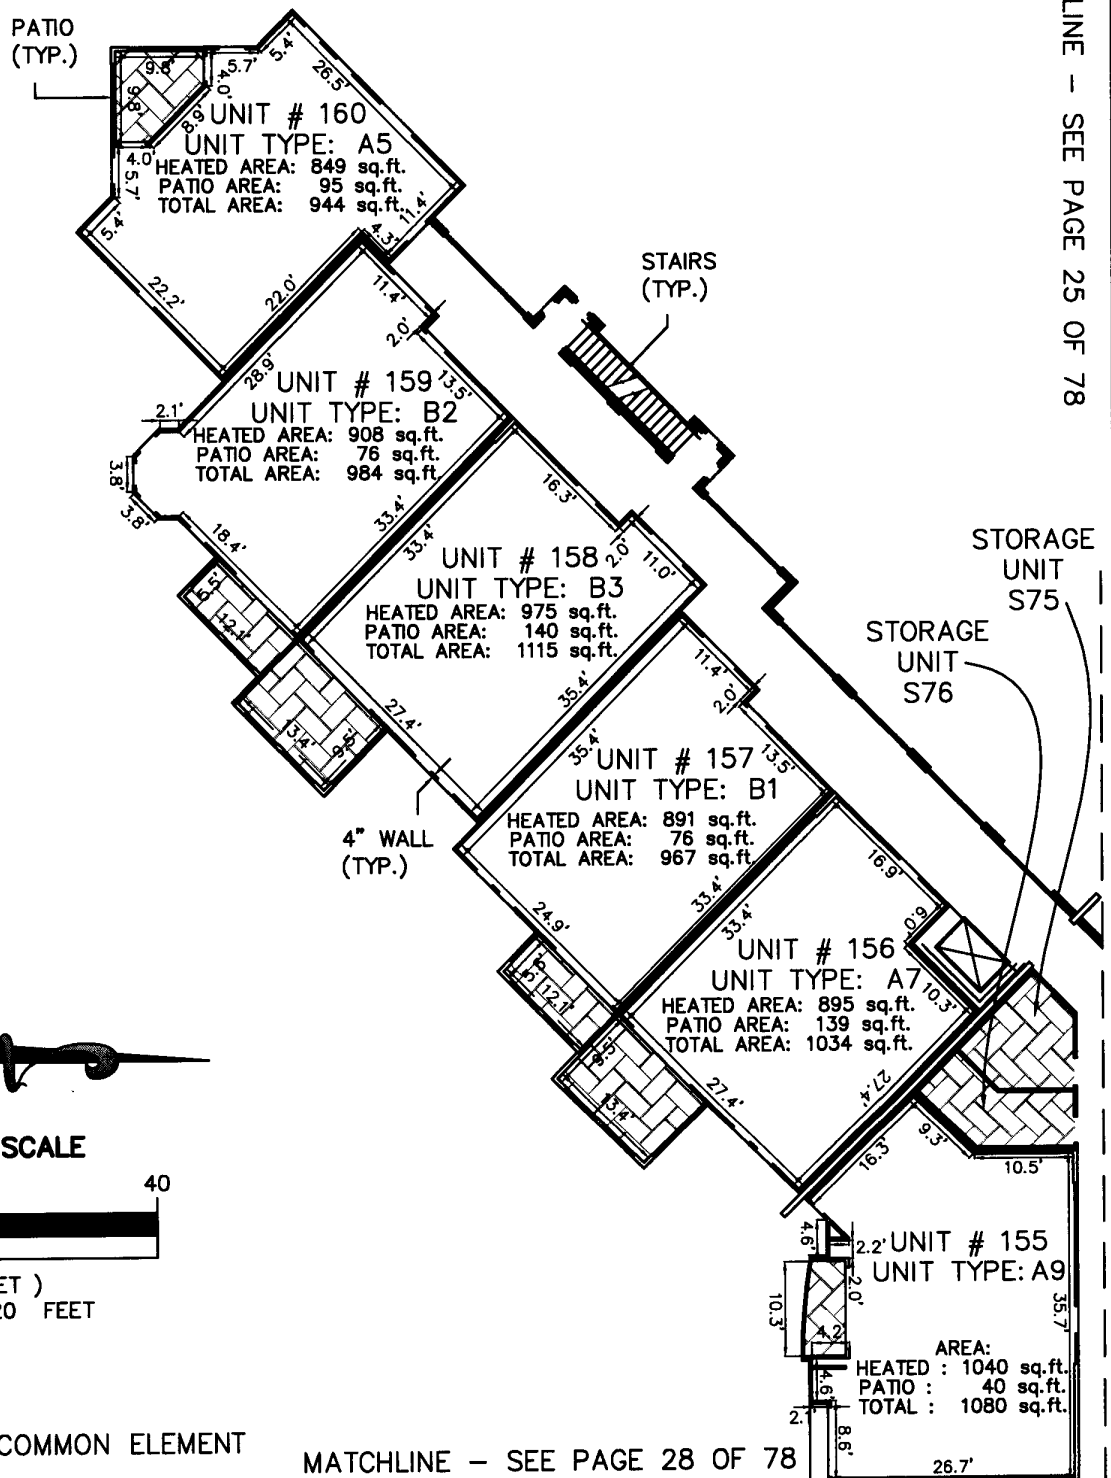 PATIO
(TYP.)
LINE - SEE PAGE 25 OF 78
9.8'
5.7'
5.4'
26.5'
4.0'
9.8'
8.9'
UNIT # 160
UNIT TYPE: A5
HEATED AREA: 849 sq.ft.
PATIO AREA: 95 sq.ft.
TOTAL AREA: 944 sq.ft.
4.0'
5.7'
5.4'
11.4'
4.3'
22.2'
22.0'
STAIRS
(TYP.)
11.4'
2.0'
13.5'
28.9'
UNIT # 159
UNIT TYPE: B2
HEATED AREA: 908 sq.ft.
PATIO AREA: 76 sq.ft.
TOTAL AREA: 984 sq.ft.
2.1'
3.8'
3.8'
18.4'
33.4'
33.4'
5.5'
12.1'
16.3'
2.0'
11.0'
UNIT # 158
UNIT TYPE: B3
HEATED AREA: 975 sq.ft.
PATIO AREA: 140 sq.ft.
TOTAL AREA: 1115 sq.ft.
13.4'
9.5'
27.4'
35.4'
35.4'
4" WALL
(TYP.)
STORAGE
UNIT
S75
STORAGE
UNIT
S76
11.4'
2.0'
13.5'
UNIT # 157
UNIT TYPE: B1
HEATED AREA: 891 sq.ft.
PATIO AREA: 76 sq.ft.
TOTAL AREA: 967 sq.ft.
24.9'
33.4'
33.4'
12.1'
16.9'
6.0'
UNIT # 156
UNIT TYPE: A7
HEATED AREA: 895 sq.ft.
PATIO AREA: 139 sq.ft.
TOTAL AREA: 1034 sq.ft.
10.3'
9.5'
13.4'
27.4'
27.4'
16.3'
9.3'
10.5'
SCALE
40
ET )
20 FEET
4.6'
2.2'
2.0'
UNIT # 155
UNIT TYPE: A9
10.3'
4.2'
35.7'
AREA:
HEATED : 1040 sq.ft.
PATIO : 40 sq.ft.
TOTAL : 1080 sq.ft.
4.6'
2.1'
8.6'
26.7'
COMMON ELEMENT
MATCHLINE - SEE PAGE 28 OF 78